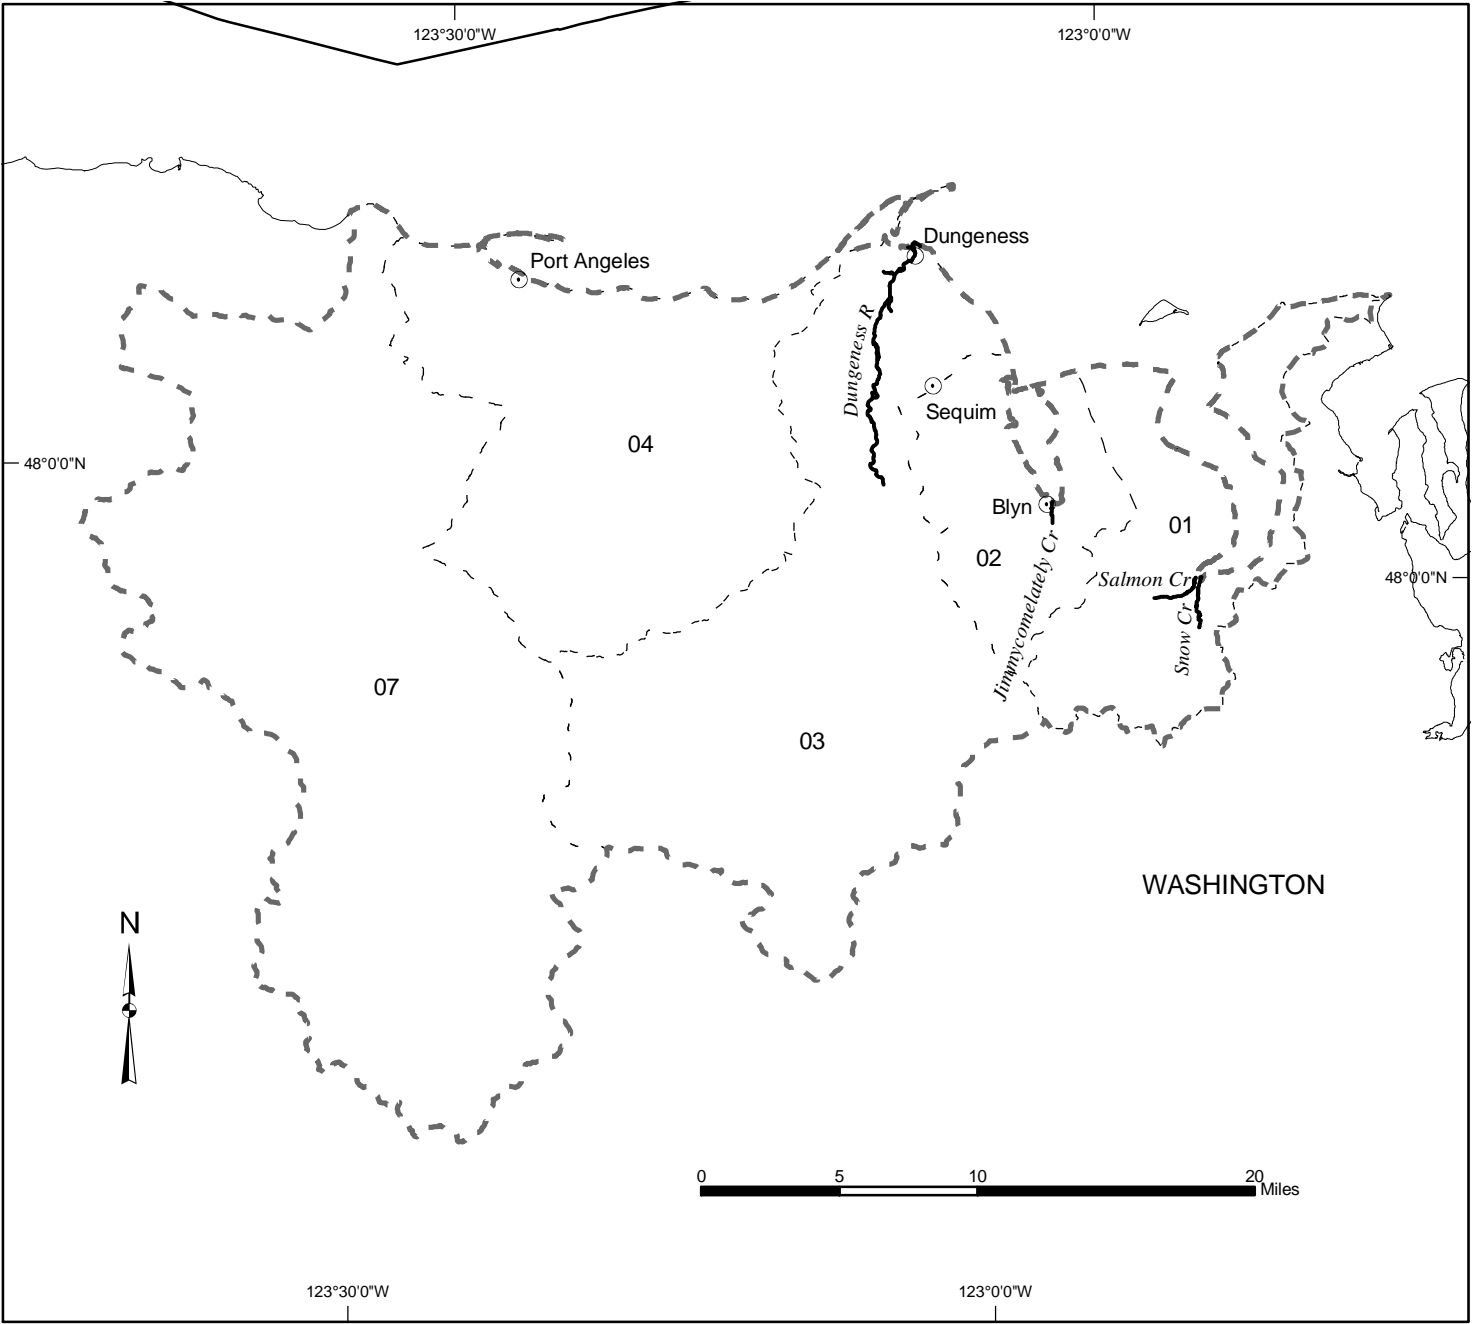 123°30'0"W
123°0'0"W
Dungeness
Port Angeles
Dungeness R
Sequim
04
48°0'0"N
Blyn
01
02
48°0'0"N
Salmon Cr
Jimmycomelately Cr
Snow Cr
07
03
WASHINGTON
N
0 5 10 20
Miles
123°30'0"W
123°0'0"W